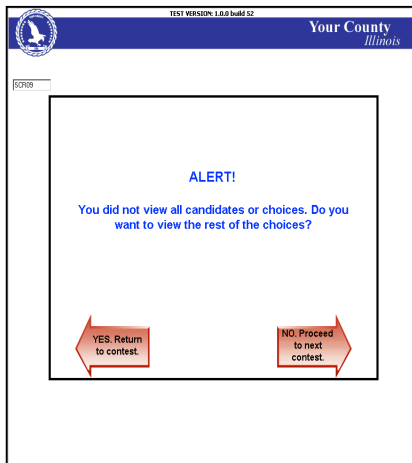 TEST VERSION: 1.0.0 build 52
Your County
Illinois
SCR09
ALERT!
You did not view all candidates or choices. Do you
want to view the rest of the choices?
YES. Return
to contest.
NO. Proceed
to next
contest.